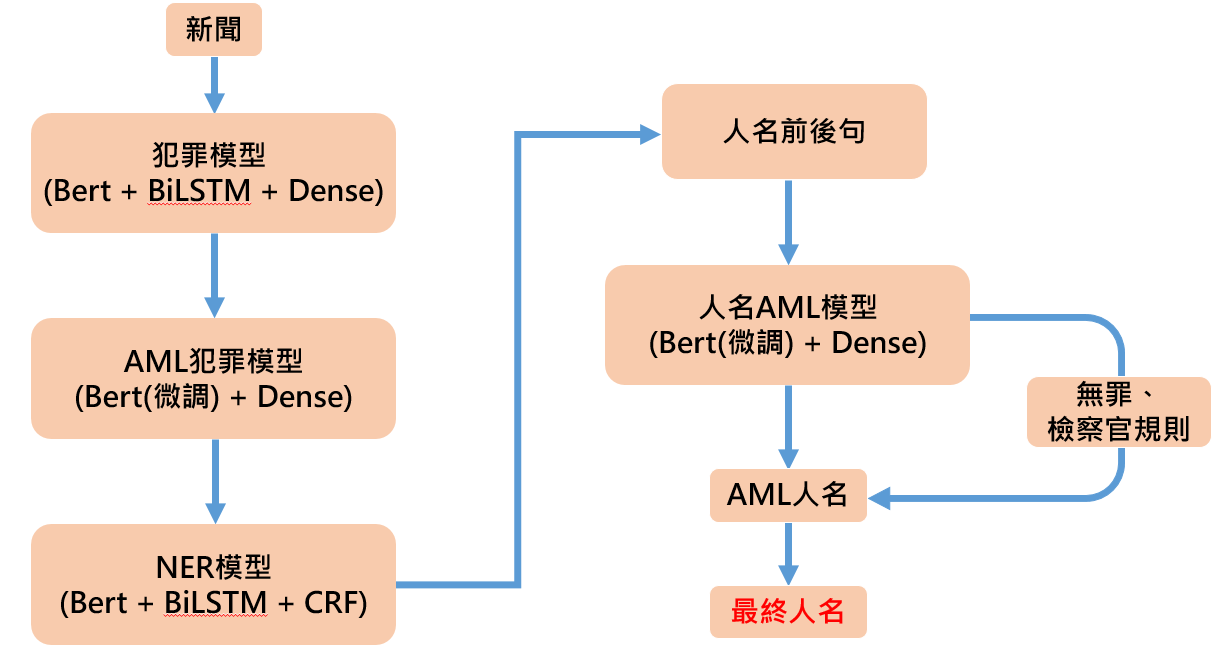 新聞
犯罪模型
(Bert + BiLSTM + Dense)
AML犯罪模型
(Bert(微調) + Dense)
NER模型
(Bert + BiLSTM + CRF)
人名前後句
人名AML模型
(Bert(微調) + Dense)
無罪、
檢察官規則
AML人名
最終人名